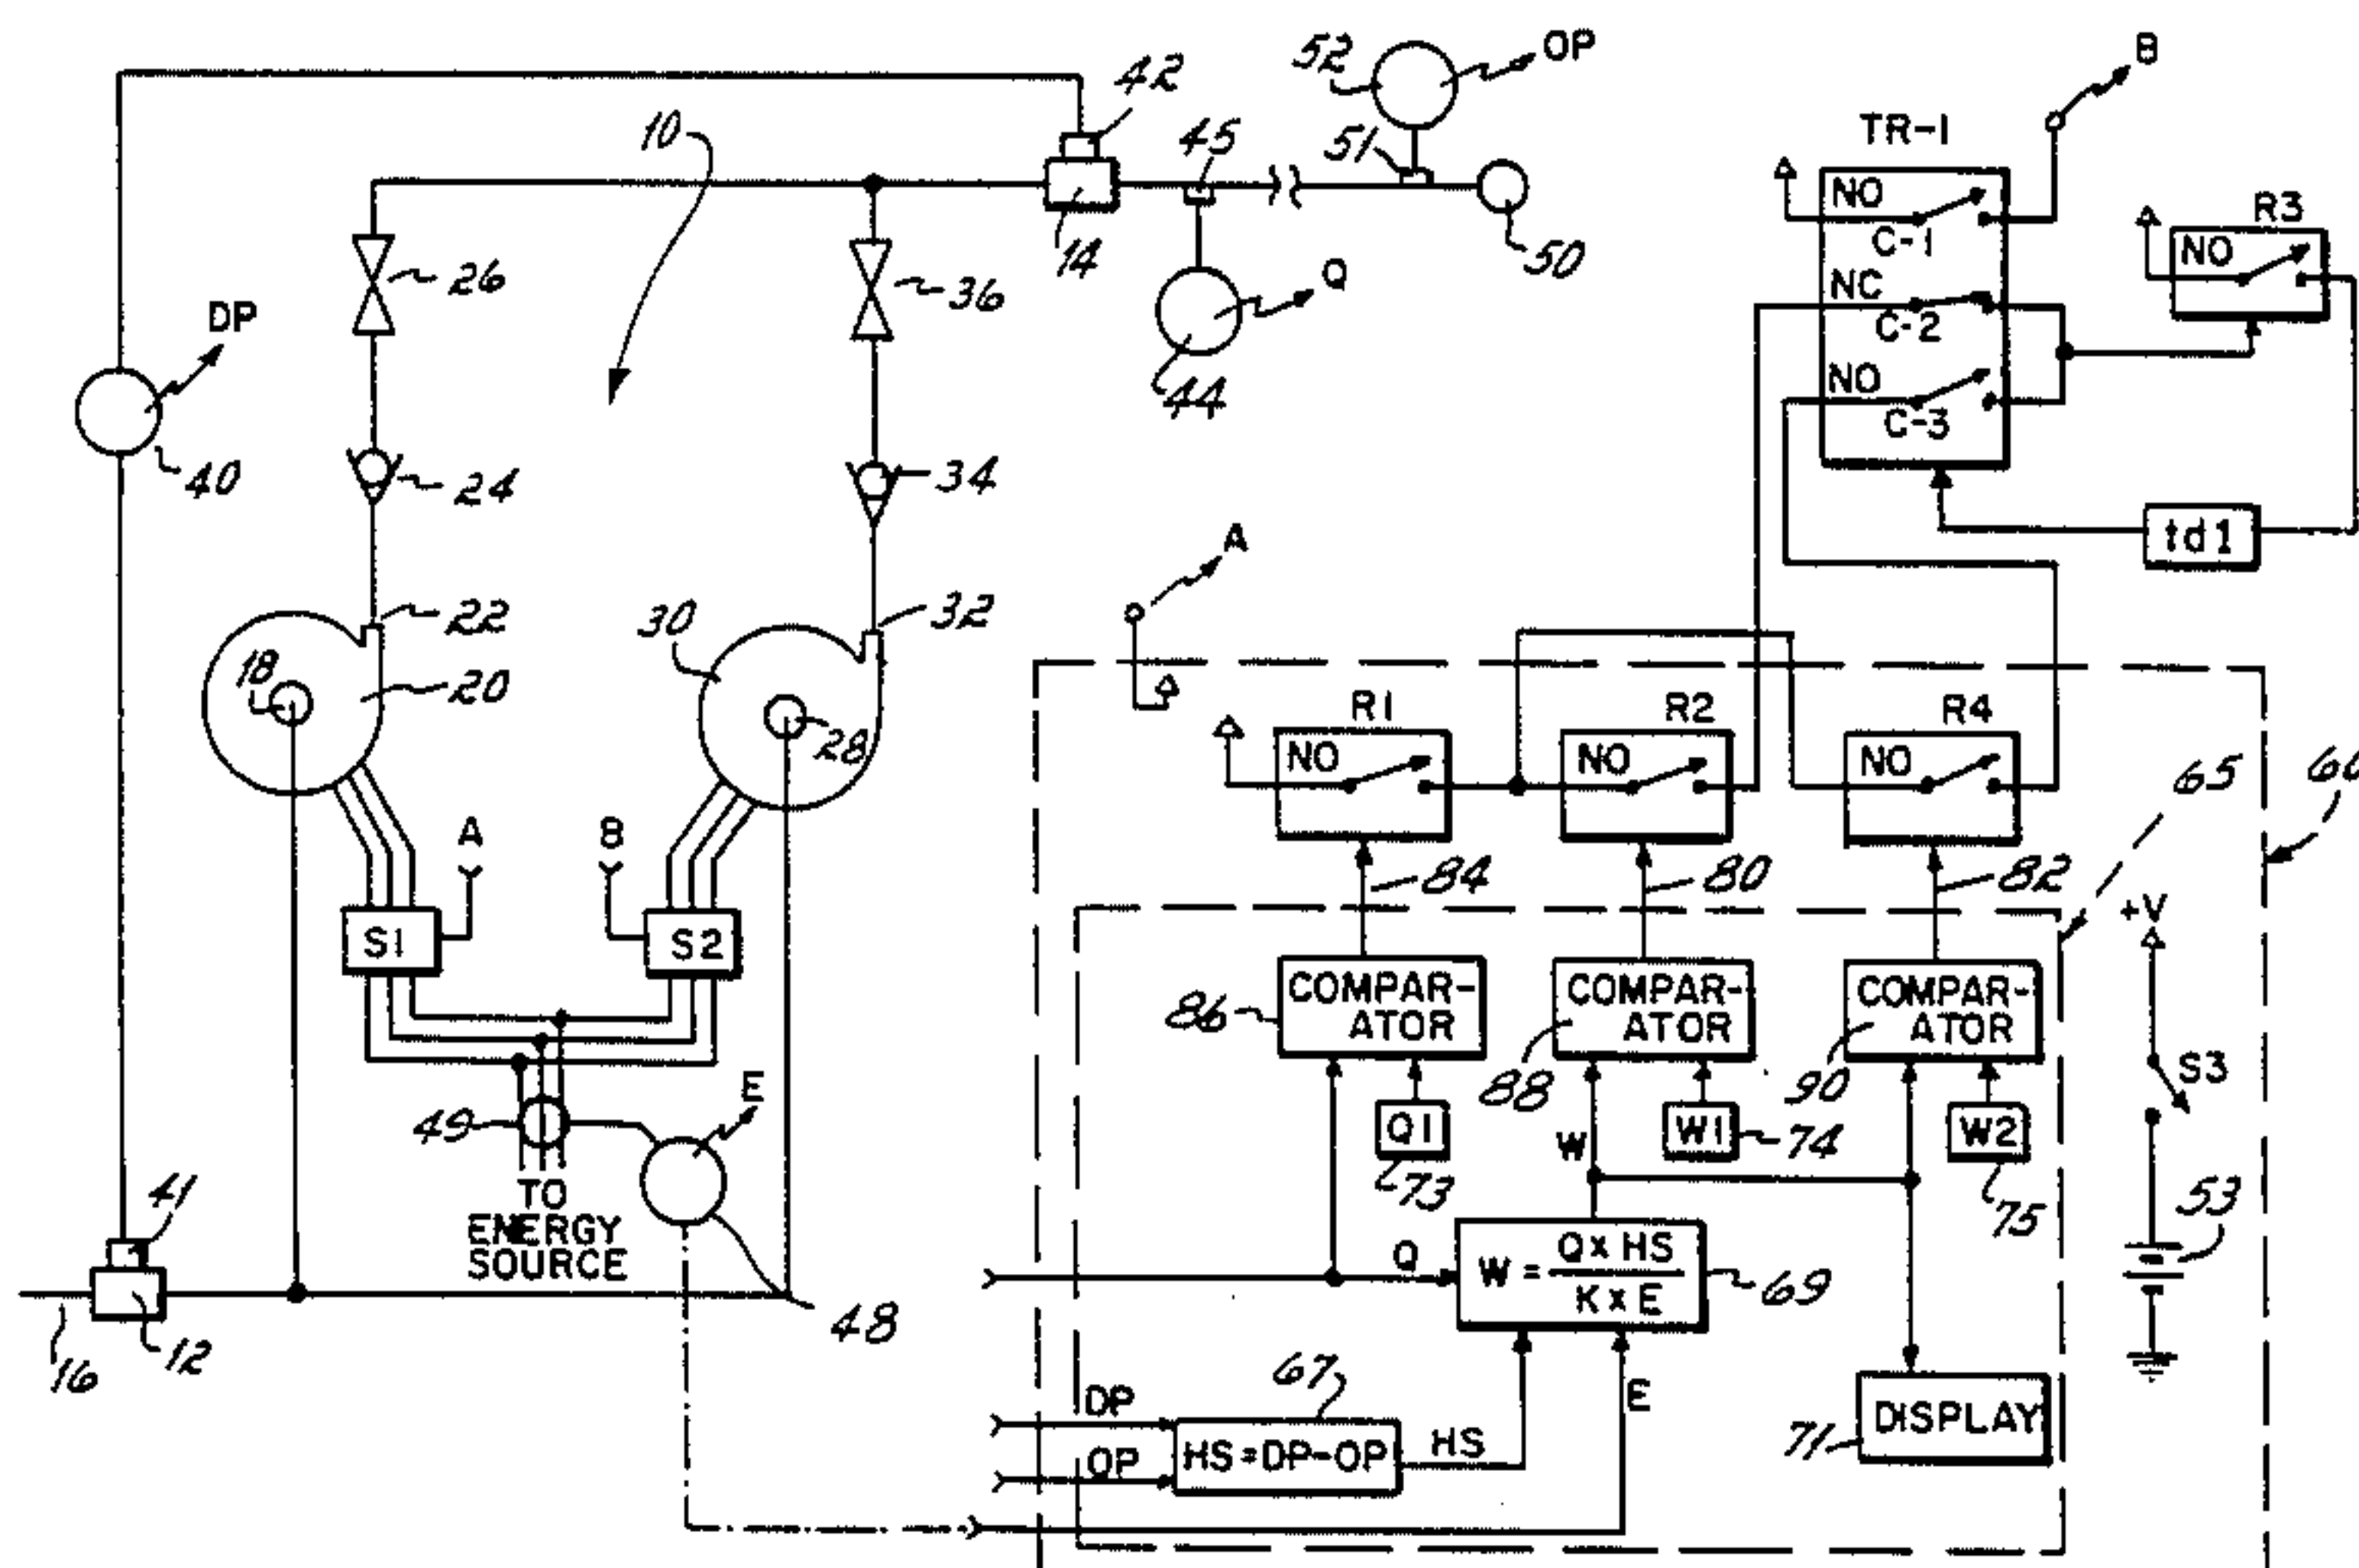 52
OP
B
42
10
45
51
TR-1
NO
C-1
R3
NO
14
50
26
36
Q
NC
C-2
DP
44
NO
C-3
40
24
34
td1
A
22
30
32
18
20
28
R1
R2
R4
NO
NO
NO
65
A
B
84
80
82
+V
S1
S2
86
COMPAR-
ATOR
COMPAR-
ATOR
COMPAR-
ATOR
88
90
S3
49
E
Q1
W1
W2
73
74
75
W
TO
ENERGY
SOURCE
41
53
Q
W = Q x HS
K x E
69
48
16
12
67
DP
OP
HS = DP-OP
HS
E
71
DISPLAY